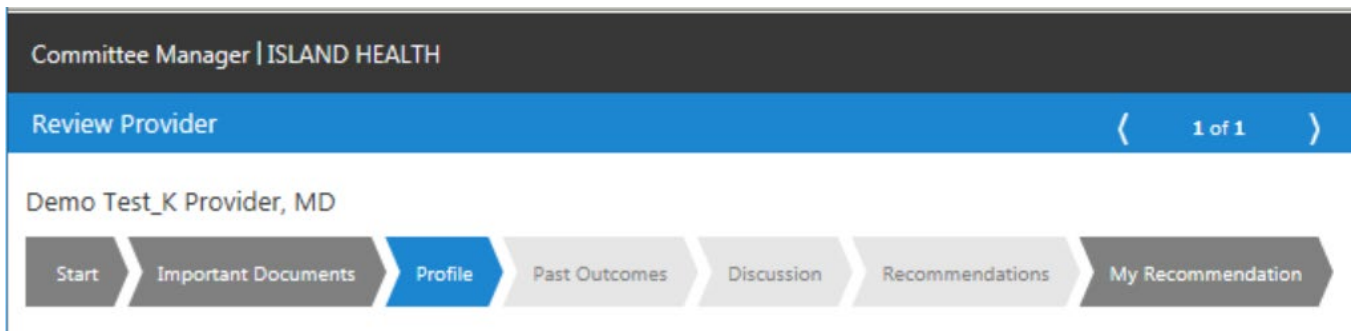 Committee Manager | ISLAND HEALTH
Review Provider
1 of 1
Demo Test_K Provider, MD
Start
Important Documents
Profile
Past Outcomes
Discussion
Recommendations
My Recommendation